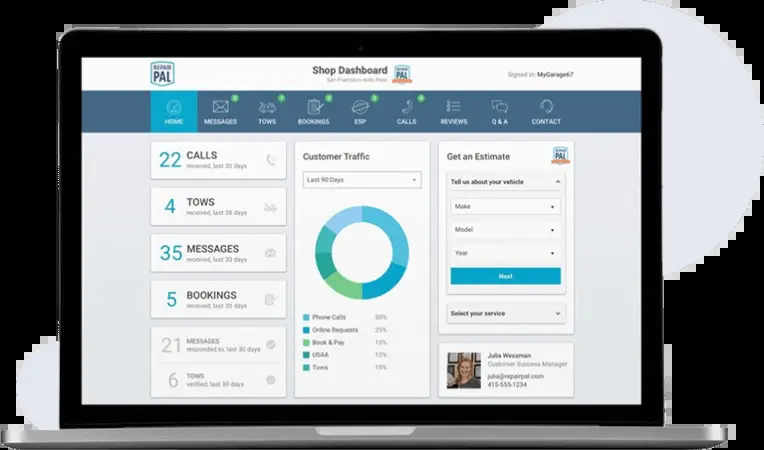 REPAIR
PAL
Shop Dashboard
San Francisco Auto Pros
REPAIR
PAL
Signed in: MyGarage67
HOME
MESSAGES
TOWS
BOOKINGS
ESP
CALLS
REVIEWS
Q & A
CONTACT
22 CALLS
received, last 30 days
4 TOWS
received, last 30 days
35 MESSAGES
received, last 30 days
5 BOOKINGS
received, last 30 days
21 MESSAGES
responded to, last 30 days
6 TOWS
verified, last 30 days
Customer Traffic
Last 90 Days
Phone Calls 30%
Online Requests 25%
Book & Pay 15%
USAA 15%
Tows 15%
Get an Estimate
REPAIR
PAL
Tell us about your vehicle
Make
Model
Year
Next
Select your service
Julia Wessman
Customer Success Manager
julia@repairpal.com
415-555-1234